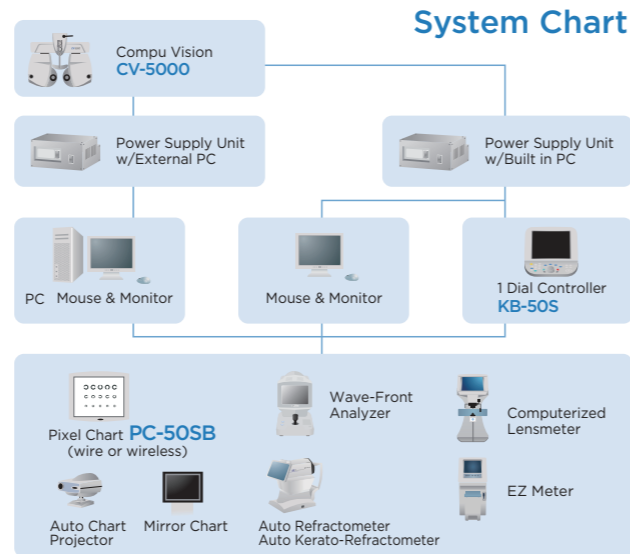 System Chart
Compu Vision
CV-5000
Power Supply Unit
w/External PC
Power Supply Unit
w/Built in PC
PC Mouse & Monitor
Mouse & Monitor
1 Dial Controller
KB-50S
Pixel Chart PC-50SB
(wire or wireless)
Wave-Front
Analyzer
Computerized
Lensmeter
Auto Chart
Projector
Mirror Chart
Auto Refractometer
Auto Kerato-Refractometer
EZ Meter